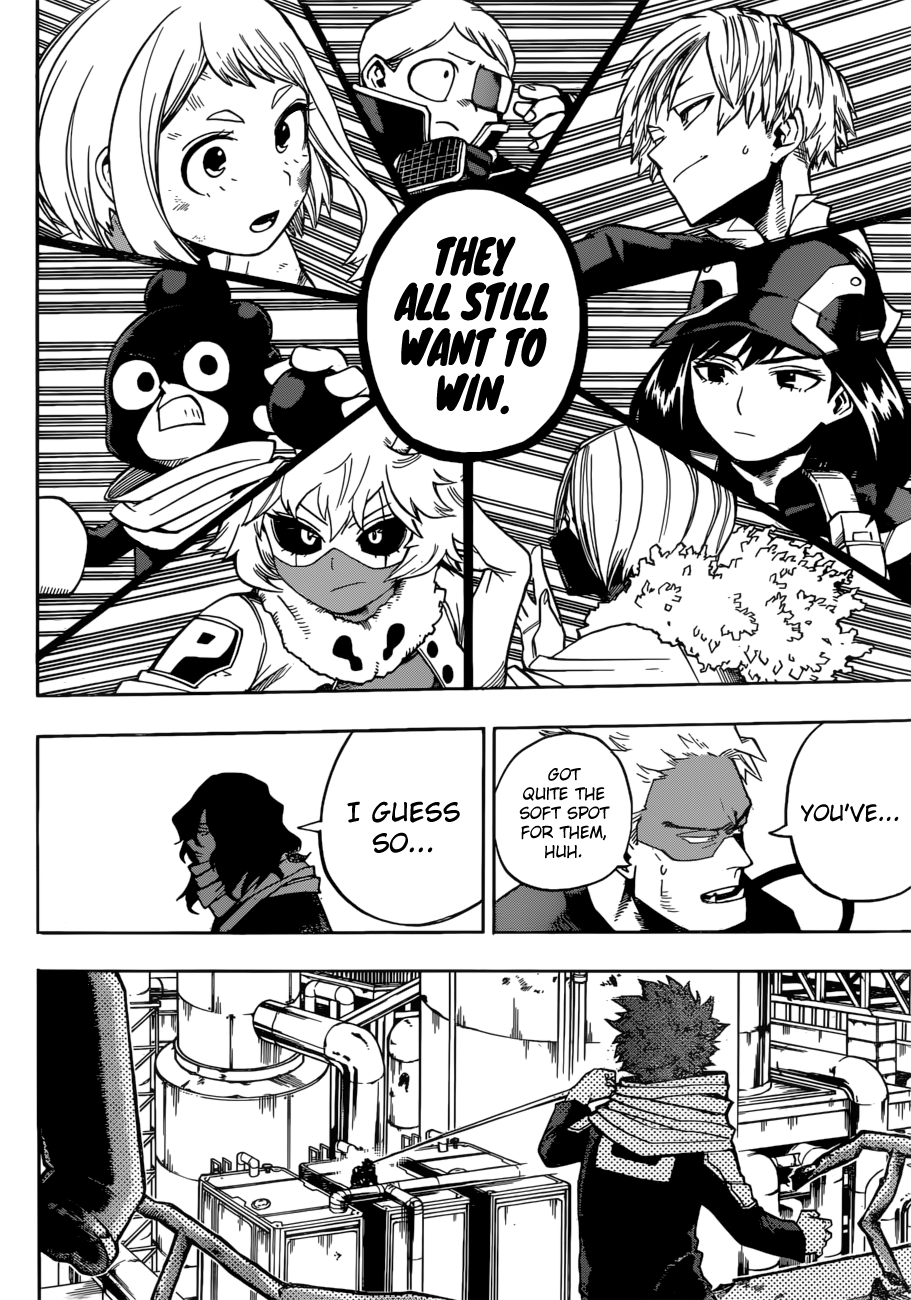 THEY
ALL STILL
WANT TO
WIN.
P
YOU'VE...
GOT
QUITE THE
SOFT SPOT
FOR THEM,
HUH.
I GUESS
SO...